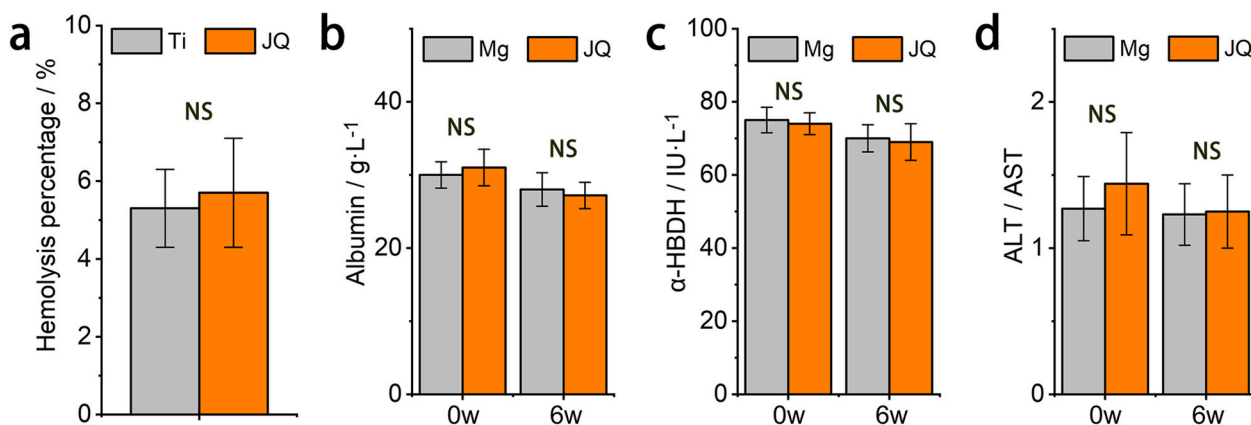 a
Ti JQ
Hemolysis percentage / %
10
8
6
4
2
0
NS
b
Mg JQ
Albumin / g·L⁻¹
40
20
0
NS
NS
0w 6w
c
Mg JQ
α-HBDH / IU·L⁻¹
100
80
60
40
20
0
NS
NS
0w 6w
d
Mg JQ
ALT / AST
2
1
0
NS
NS
0w 6w